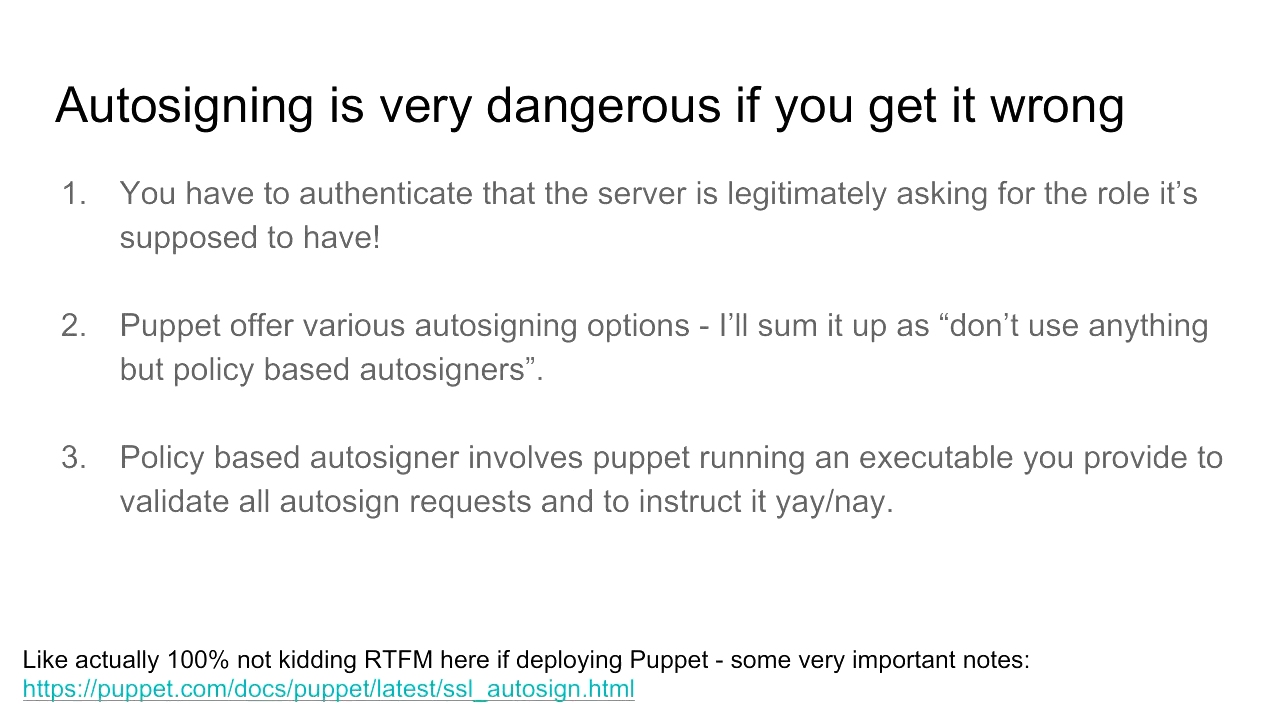 Autosigning is very dangerous if you get it wrong
1. You have to authenticate that the server is legitimately asking for the role it’s
supposed to have!
2. Puppet offer various autosigning options - I’ll sum it up as “don’t use anything
but policy based autosigners”.
3. Policy based autosigner involves puppet running an executable you provide to
validate all autosign requests and to instruct it yay/nay.
Like actually 100% not kidding RTFM here if deploying Puppet - some very important notes:
https://puppet.com/docs/puppet/latest/ssl_autosign.html